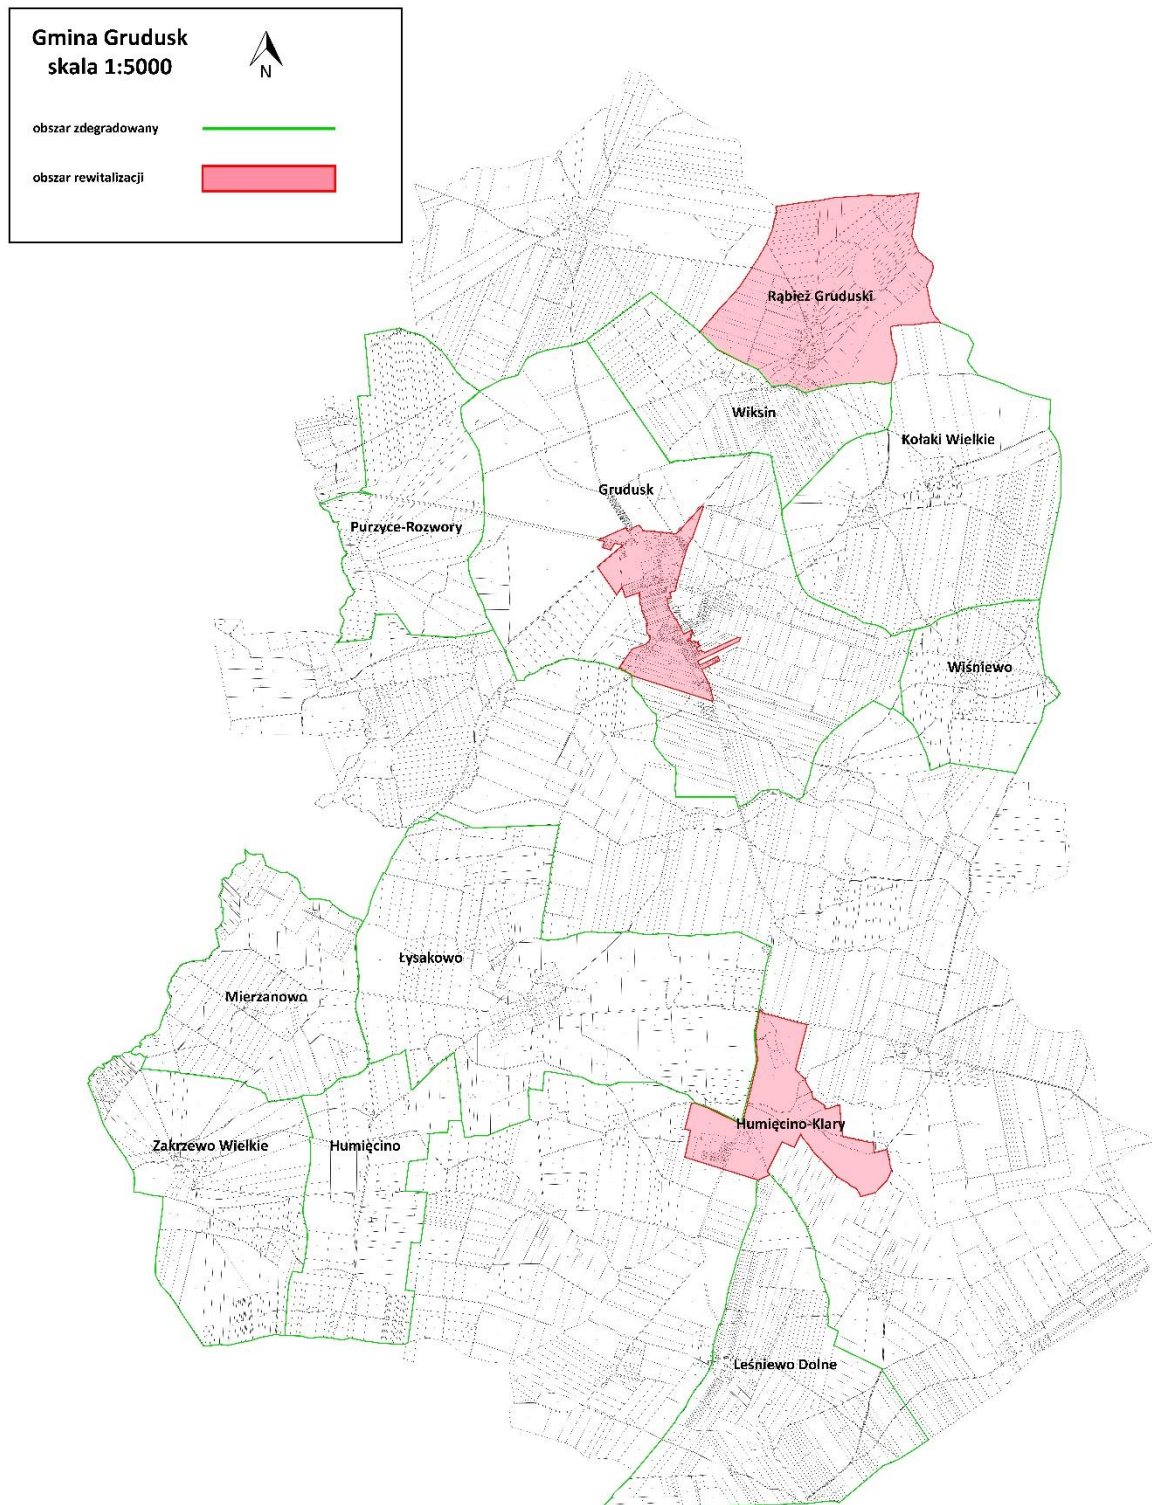 Gmina Grudusk
skala 1:5000
N
obszar zdegradowany
obszar rewitalizacji
Rąbież Gruduski
Wiksin
Kołaki Wielkie
Grudusk
Purzyce-Rozwory
Wiśniewo
Łysakowo
Mierzanowo
Humięcino-Klary
Zakrzewo Wielkie
Humięcino
Leśniewo Dolne